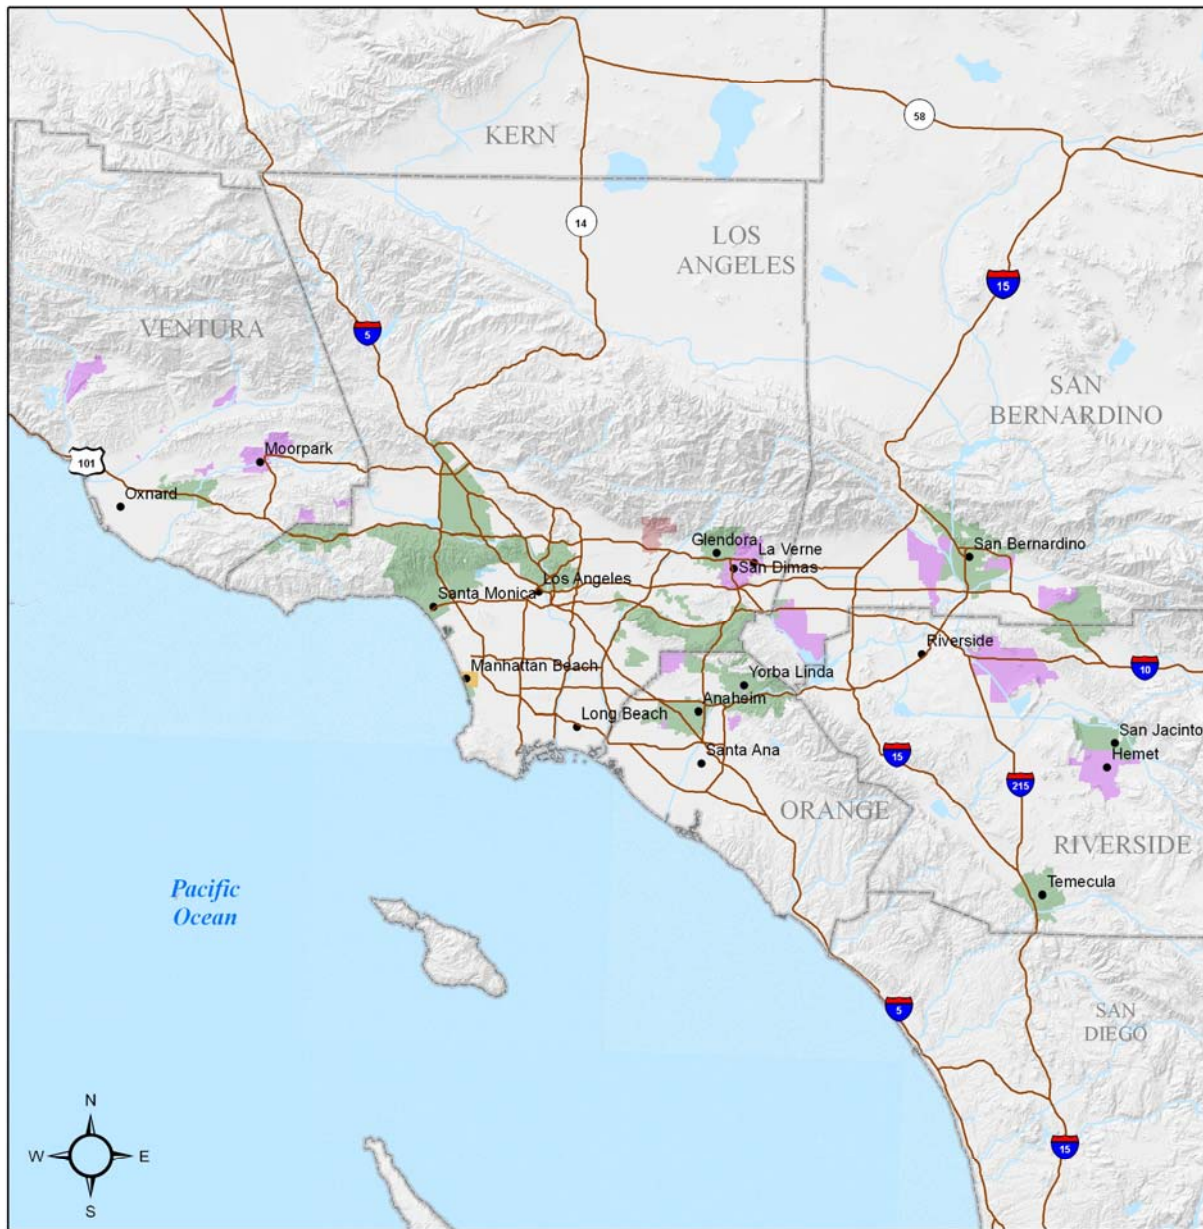 KERN
58
14
LOS
ANGELES
15
VENTURA
5
SAN
BERNARDINO
Moorpark
101
Oxnard
Glendora
La Verne
San Dimas
San Bernardino
Los Angeles
Santa Monica
Riverside
Manhattan Beach
Yorba Linda
10
Anaheim
Long Beach
San Jacinto
Santa Ana
Hemet
15
215
ORANGE
RIVERSIDE
Pacific
Ocean
Temecula
5
SAN
DIEGO
N
W
E
S
15